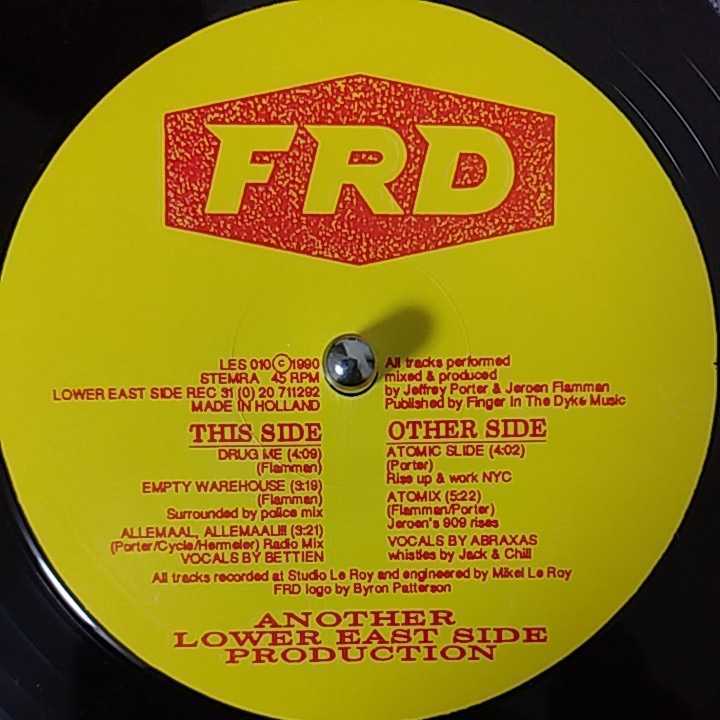 FRD
LES 010 ©1990
STEMRA 45 RPM
LOWER EAST SIDE REC 31 (0) 20 711292
MADE IN HOLLAND
THIS SIDE
DRUG ME (4:09)
(Flamman)
EMPTY WAREHOUSE (3:19)
(Flamman)
Surrounded by police mix
ALLEMAAL, ALLEMAAL!!! (3:21)
(Porter/Cycle/Hermeler) Radio Mix
VOCALS BY BETTIEN
All tracks performed
mixed & produced
by Jeffrey Porter & Jeroen Flamman
Published by Finger In The Dyke Music
OTHER SIDE
ATOMIC SLIDE (4:02)
(Porter)
Rise up & work NYC
ATOMIX (5:22)
(Flamman/Porter)
Jeroen's 909 rises
VOCALS BY ABRAXAS
whistles by Jack & Chill
All tracks recorded at Studio Le Roy and engineered by Mikel Le Roy
FRD logo by Byron Patterson
ANOTHER
LOWER EAST SIDE
PRODUCTION